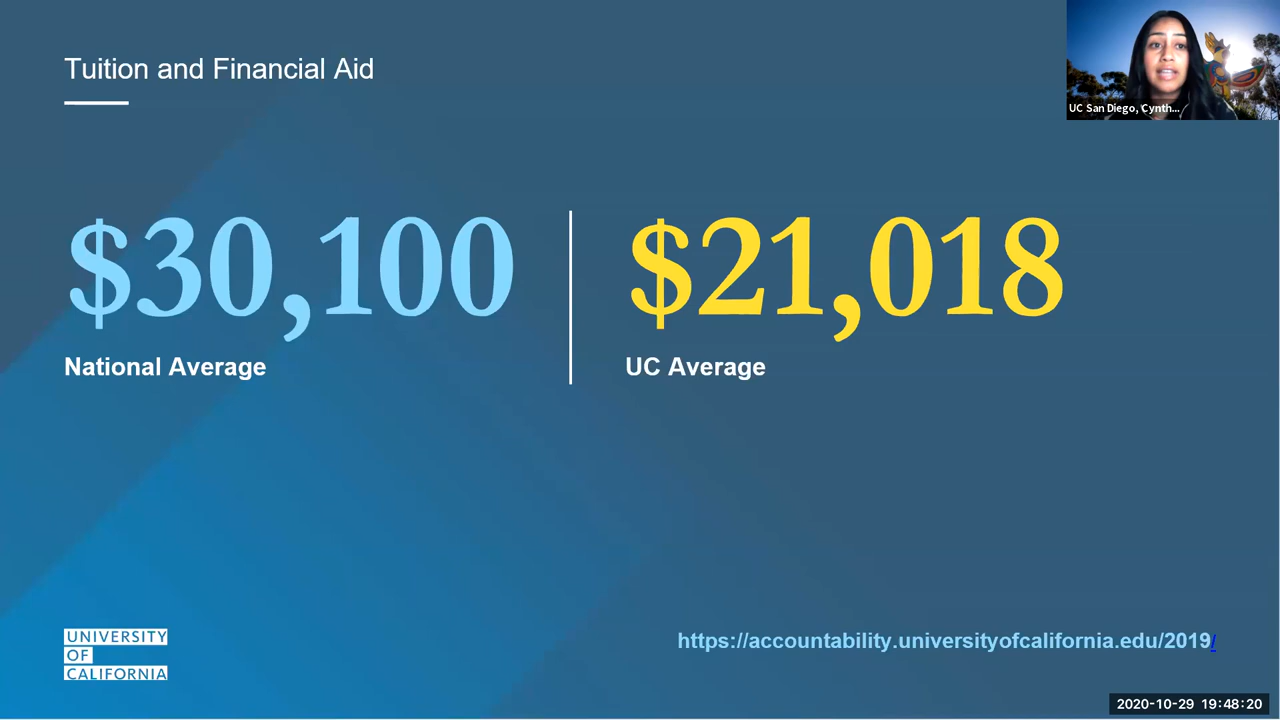 Tuition and Financial Aid
UC San Diego, Cynth...
$30,100
National Average
$21,018
UC Average
UNIVERSITY
OF
CALIFORNIA
https://accountability.universityofcalifornia.edu/2019/
2020-10-29 19:48:20